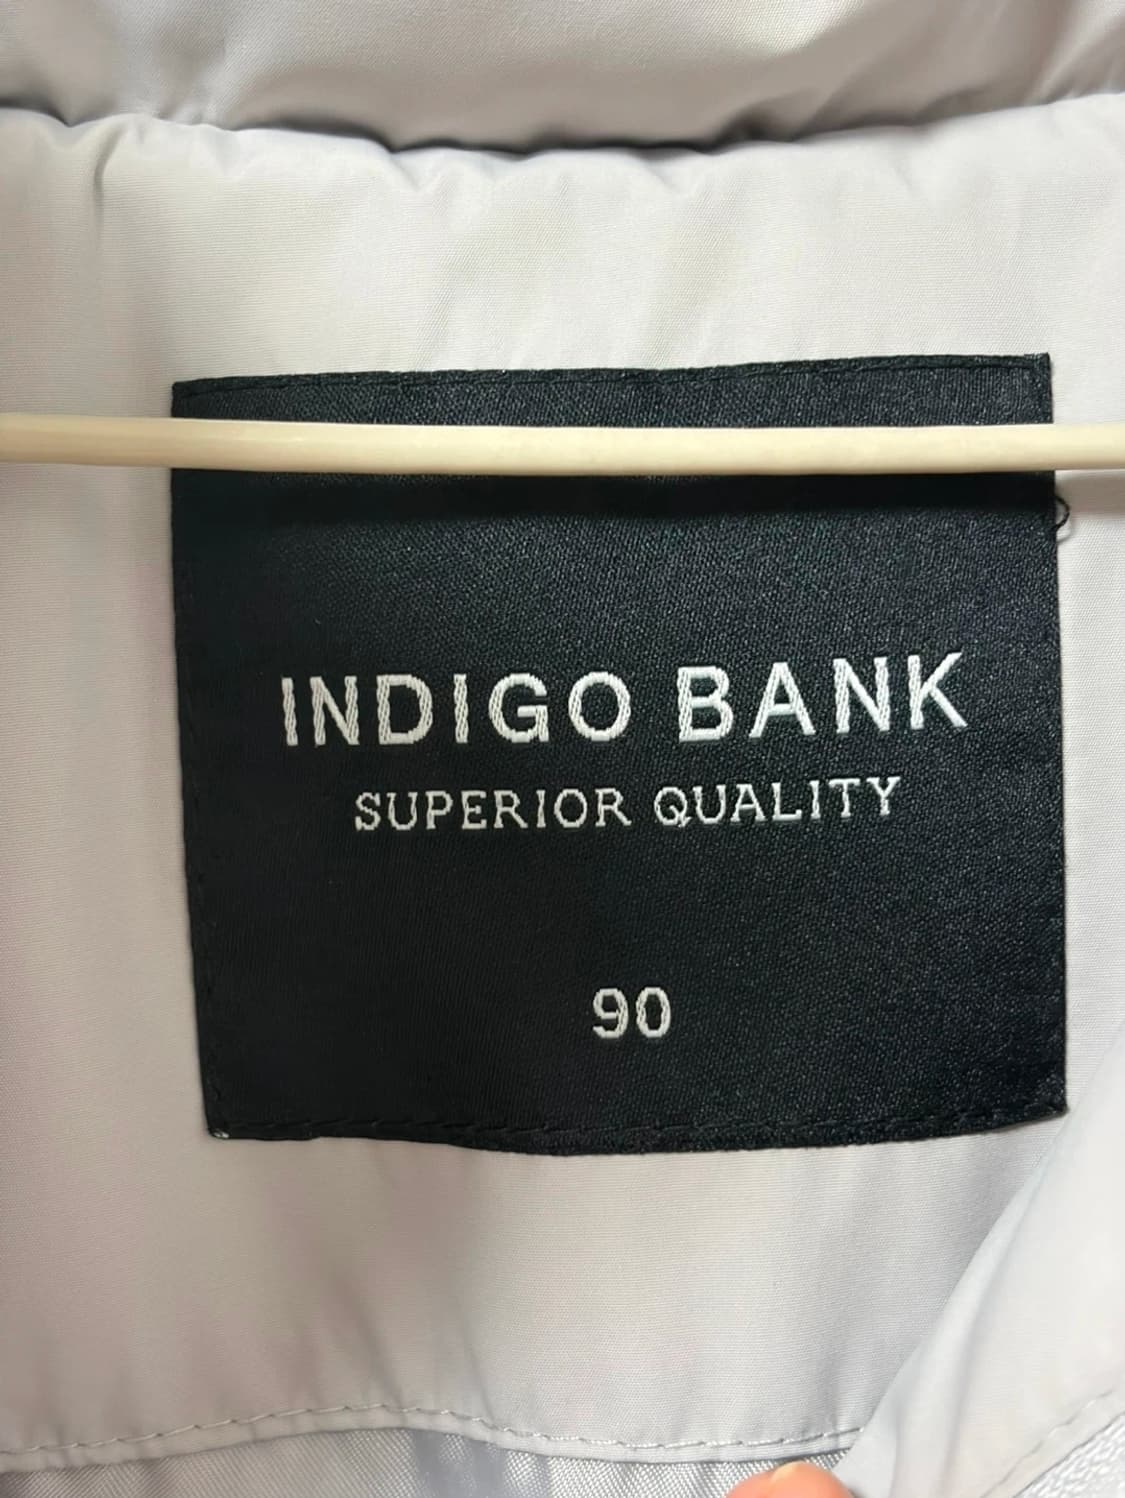 INDIGO BANK
SUPERIOR QUALITY
90